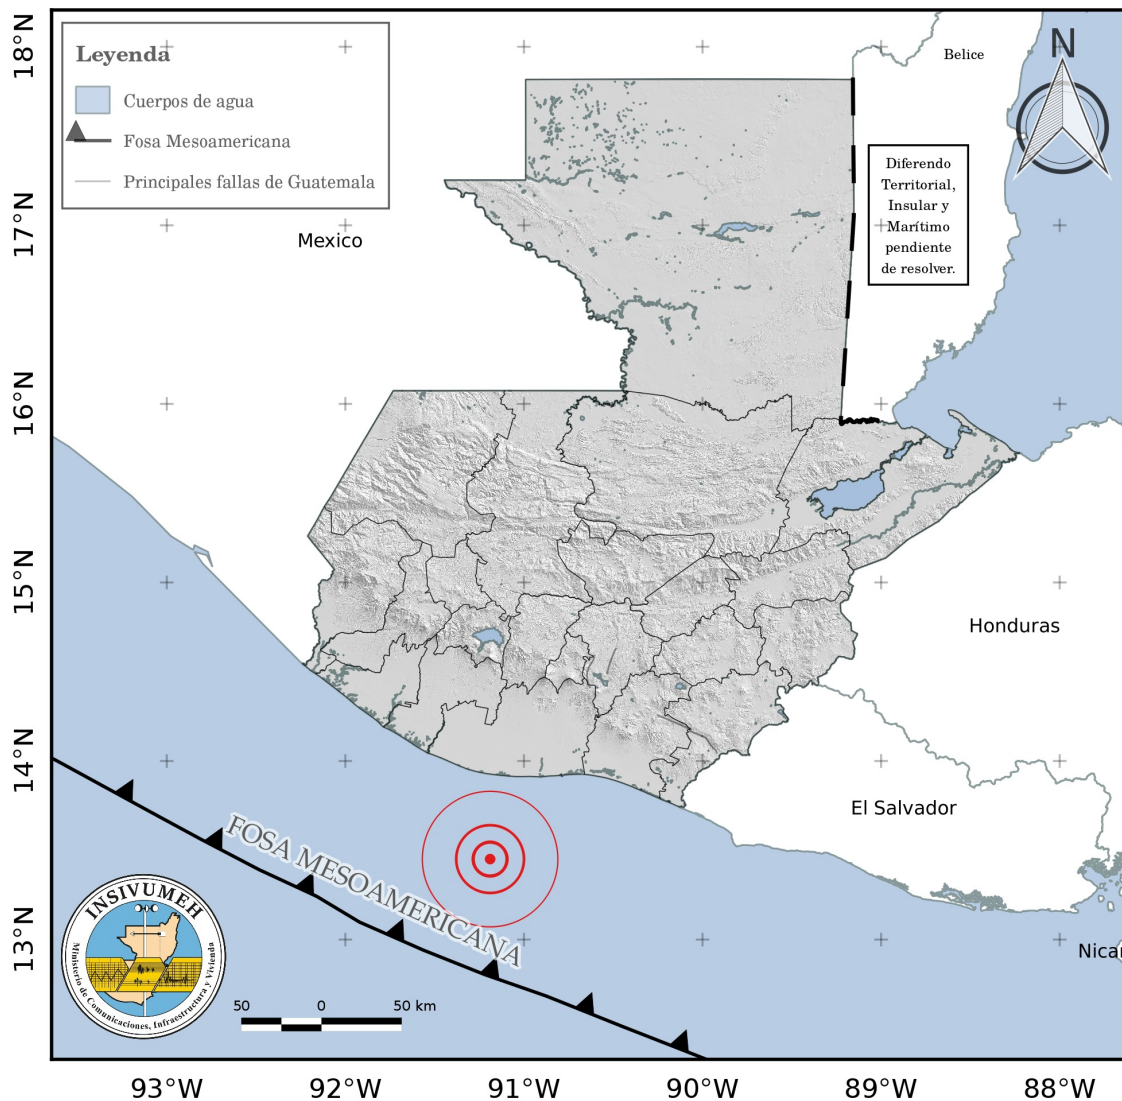 18°N
17°N
16°N
15°N
14°N
13°N
Leyenda
Cuerpos de agua
Fosa Mesoamericana
Principales fallas de Guatemala
Belice
N
Diferendo
Territorial,
Insular y
Marítimo
pendiente
de resolver.
Mexico
Honduras
El Salvador
FOSA MESOAMERICANA
Nicar
INSIVUMEH
Ministerio de Comunicaciones, Infraestructura y Vivienda
50 0 50 km
93°W 92°W 91°W 90°W 89°W 88°W